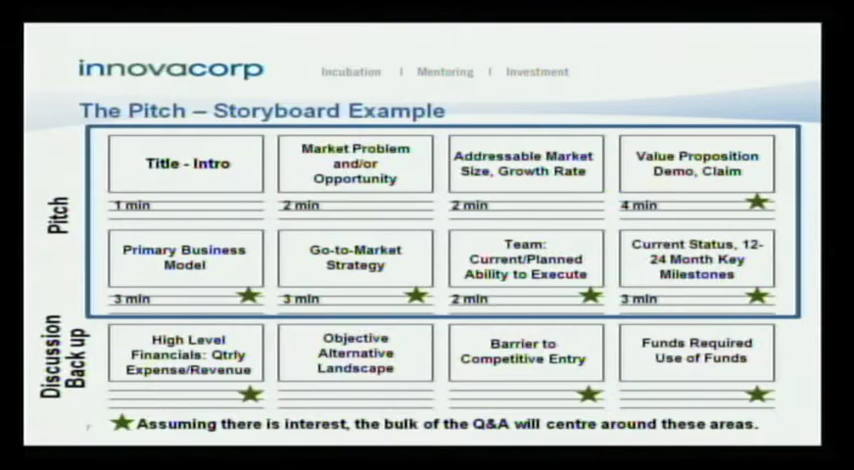 innovacorp
Incubation | Mentoring | Investment
The Pitch – Storyboard Example
Pitch
Title - Intro
1 min
Market Problem
and/or
Opportunity
2 min
Addressable Market
Size, Growth Rate
2 min
Value Proposition
Demo, Claim
4 min
Primary Business
Model
3 min
Go-to-Market
Strategy
3 min
Team:
Current/Planned
Ability to Execute
2 min
Current Status, 12-
24 Month Key
Milestones
3 min
Discussion
Back up
High Level
Financials: Qtrly
Expense/Revenue
Objective
Alternative
Landscape
Barrier to
Competitive Entry
Funds Required
Use of Funds
7
Assuming there is interest, the bulk of the Q&A will centre around these areas.